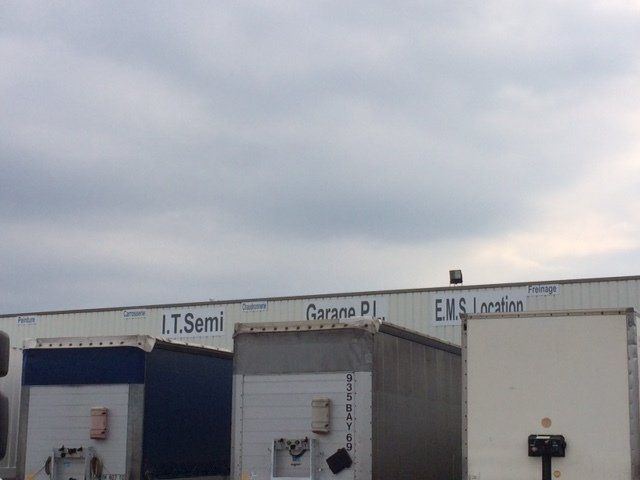 Peinture
Carrosserie
I.T.Semi
Chaudronnerie
Garage P.L.
E.M.S. Location
Freinage
935 BAY 69